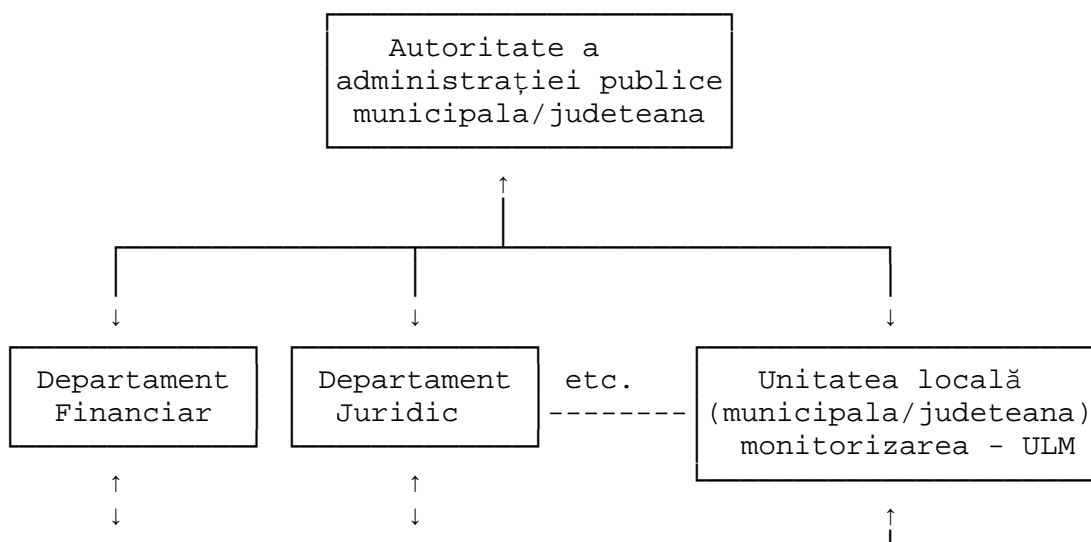 Autoritate a
administrației publice
municipala/judeteana
Departament
Financiar
Departament
Juridic
etc.
--------
Unitatea locală
(municipala/judeteana)
monitorizarea - ULM